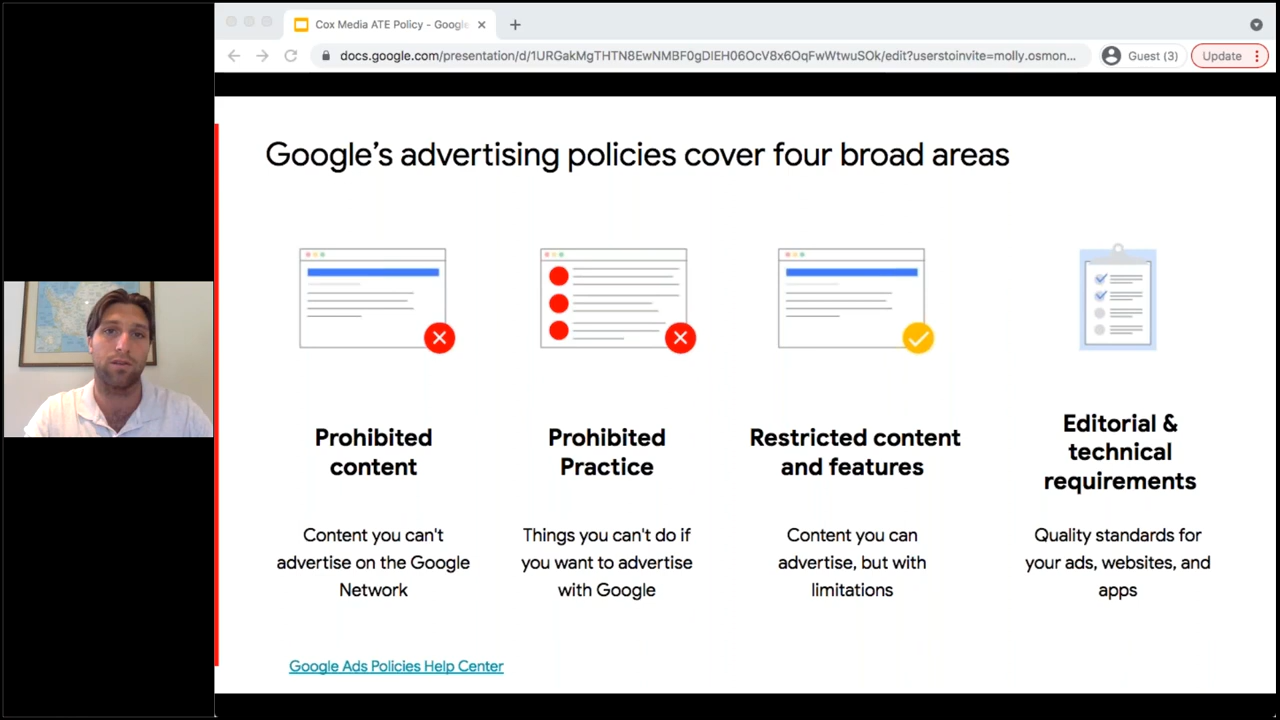 Cox Media ATE Policy - Google
docs.google.com/presentation/d/1URGakMgTHTN8EwNMBF0gDIEH06OcV8x6OqFwWtwuSOk/edit?userstoinvite=molly.osmon...
Guest (3)
Update
Google's advertising policies cover four broad areas
Prohibited
content
Content you can't
advertise on the Google
Network
Prohibited
Practice
Things you can't do if
you want to advertise
with Google
Restricted content
and features
Content you can
advertise, but with
limitations
Editorial &
technical
requirements
Quality standards for
your ads, websites, and
apps
Google Ads Policies Help Center